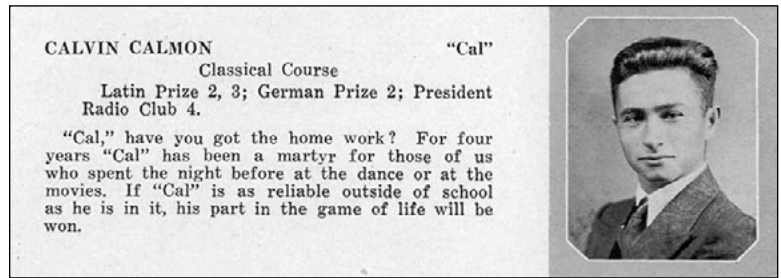 CALVIN CALMON "Cal"
Classical Course
Latin Prize 2, 3; German Prize 2; President
Radio Club 4.
"Cal," have you got the home work? For four
years "Cal" has been a martyr for those of us
who spent the night before at the dance or at the
movies. If "Cal" is as reliable outside of school
as he is in it, his part in the game of life will be
won.